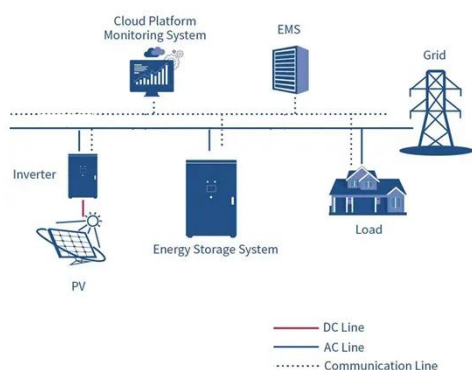 Cloud Platform
Monitoring System
EMS
Grid
Inverter
Energy Storage System
Load
PV
DC Line
AC Line
Communication Line